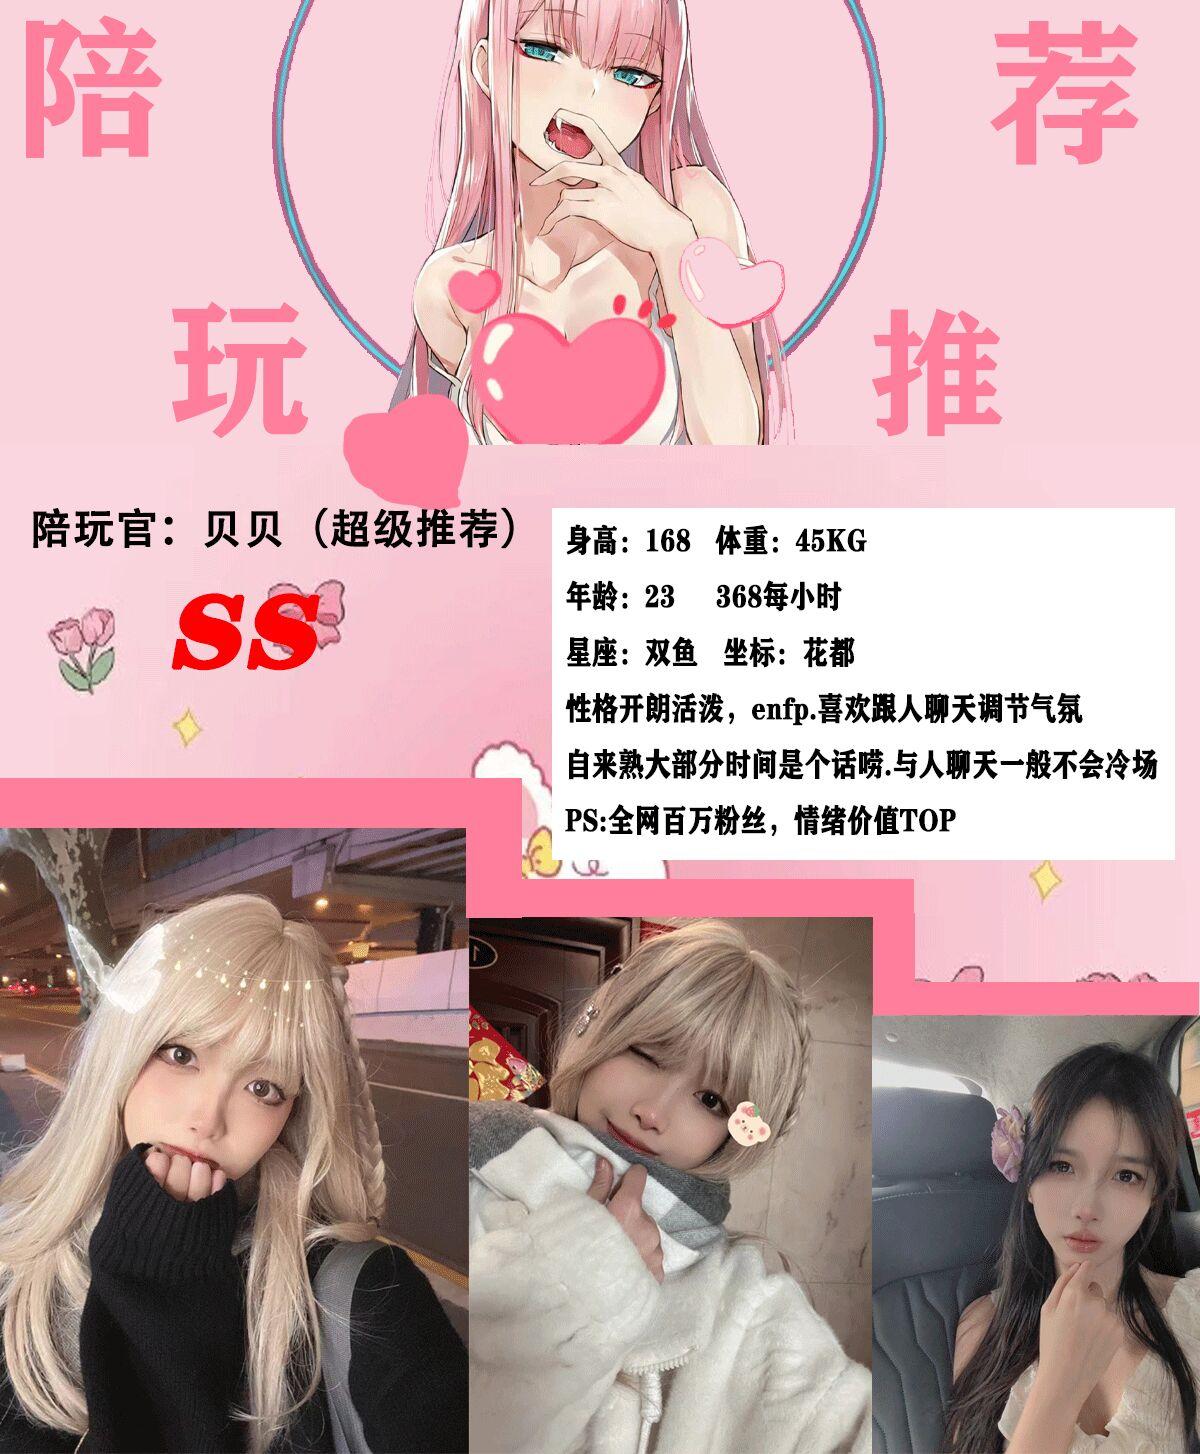 陪玩推荐
陪玩官：贝贝（超级推荐）
SS
身高：168 体重：45KG
年龄：23 368每小时
星座：双鱼 坐标：花都
性格开朗活泼，enfp.喜欢跟人聊天调节气氛
自来熟大部分时间是个话唠.与人聊天一般不会冷场
PS:全网百万粉丝，情绪价值TOP